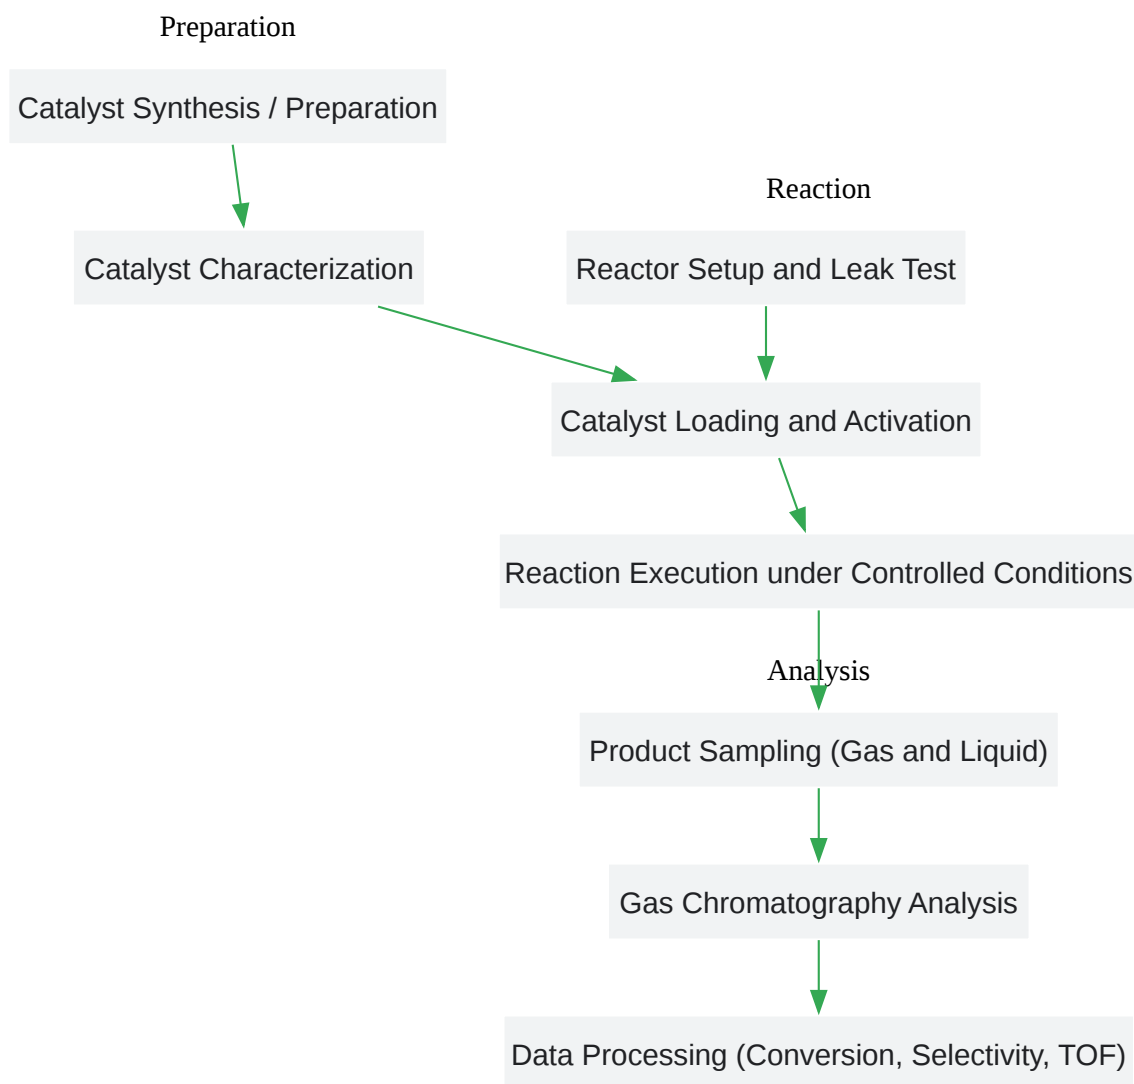 Preparation
Catalyst Synthesis / Preparation
Reaction
Catalyst Characterization
Reactor Setup and Leak Test
Catalyst Loading and Activation
Reaction Execution under Controlled Conditions
Analysis
Product Sampling (Gas and Liquid)
Gas Chromatography Analysis
Data Processing (Conversion, Selectivity, TOF)